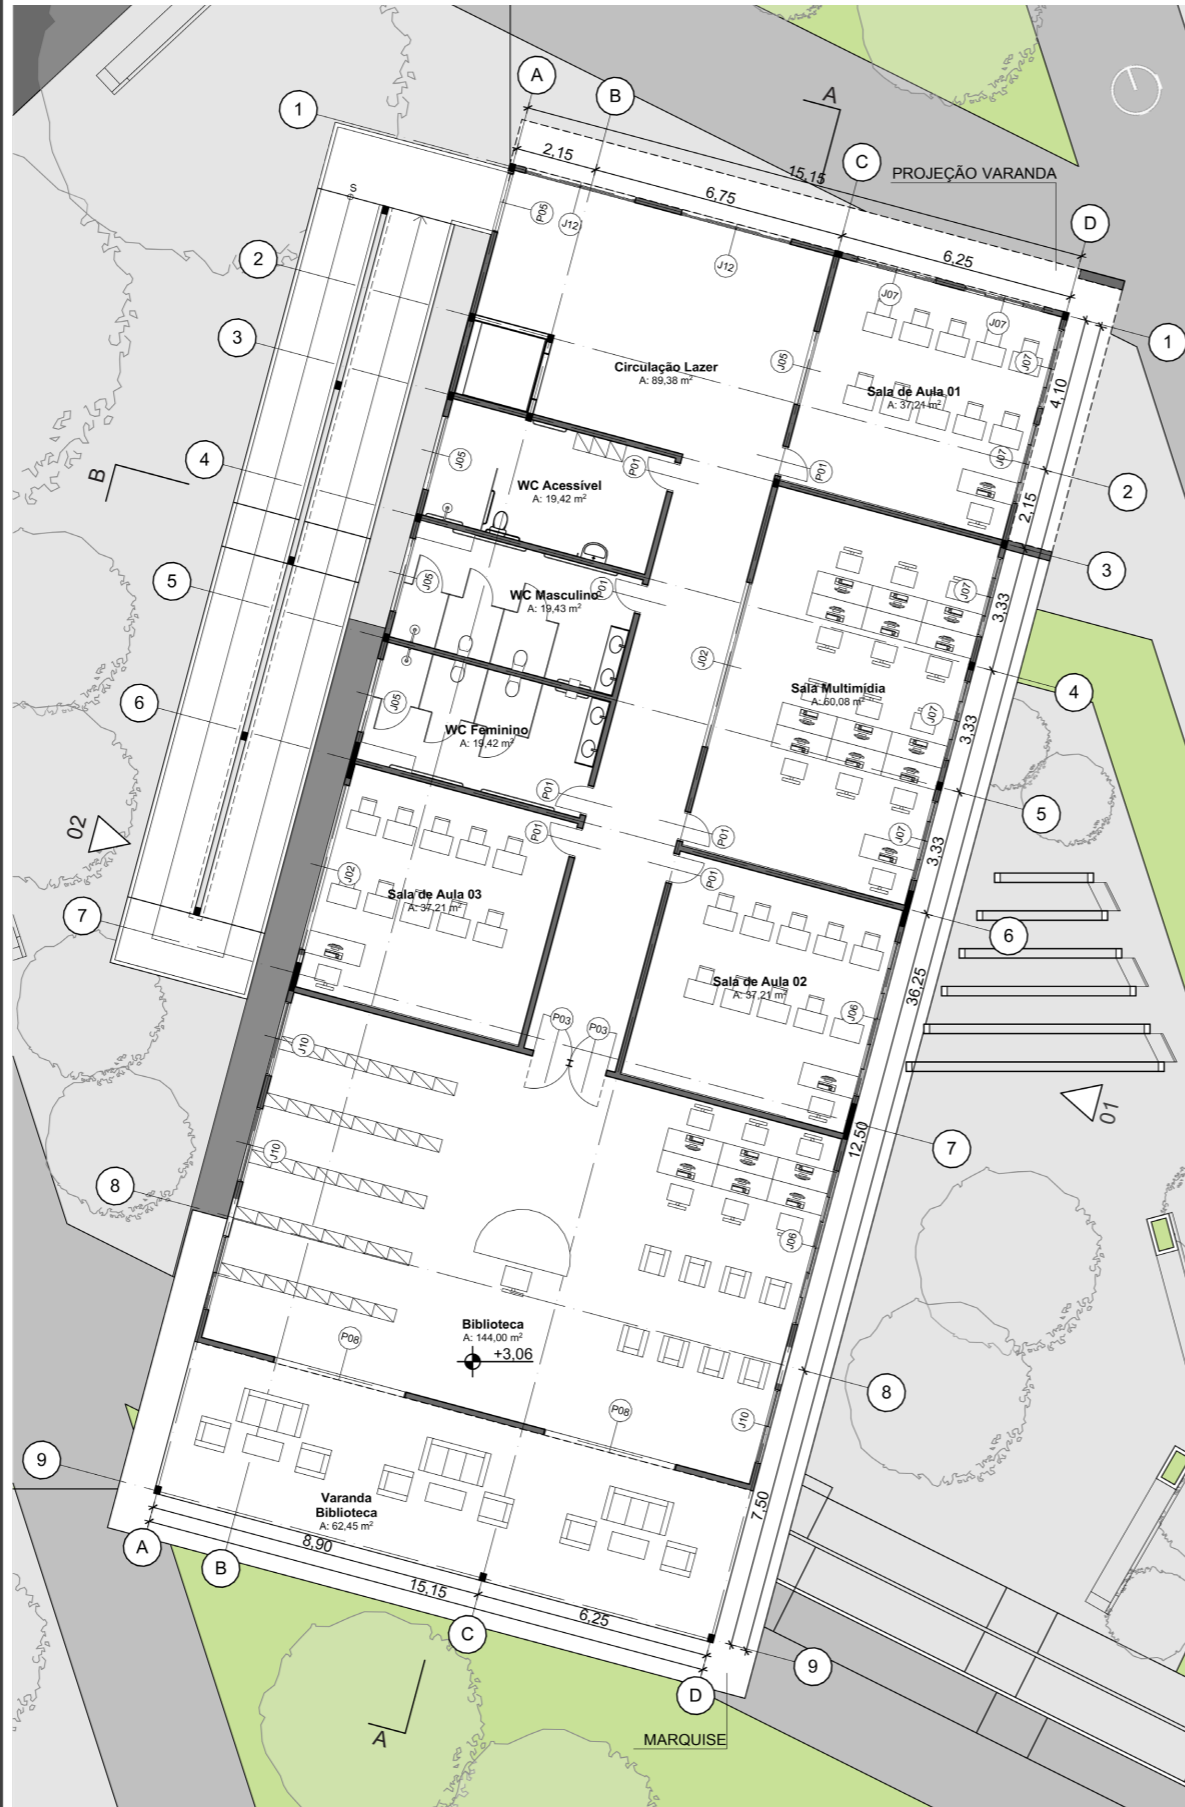 A
B
1
A
C
2,15
15,15
PROJEÇÃO VARANDA
6,75
S
P05
J12
D
2
6,25
J12
J07
J07
3
1
Circulação Lazer
A: 89,38 m²
J05
J07
4,10
Sala de Aula 01
A: 37,21 m²
4
J05
P01
J07
P01
B
WC Acessível
A: 19,42 m²
2
2,15
5
J05
WC Masculino
A: 19,43 m²
P01
3
J07
3,33
J02
6
J05
Sala Multimídia
A: 60,08 m²
4
J07
3,33
WC Feminino
A: 19,42 m²
P01
5
02
P01
P01
J07
3,33
J02
P01
Sala de Aula 03
A: 37,21 m²
7
6
Sala de Aula 02
A: 37,21 m²
36,25
J06
P03
P03
H
J10
01
12,50
7
J10
8
J06
Biblioteca
A: 144,00 m²
+3,06
P08
8
P08
J10
9
Varanda
Biblioteca
A: 62,45 m²
7,50
A
8,90
B
15,15
6,25
C
9
D
A
MARQUISE